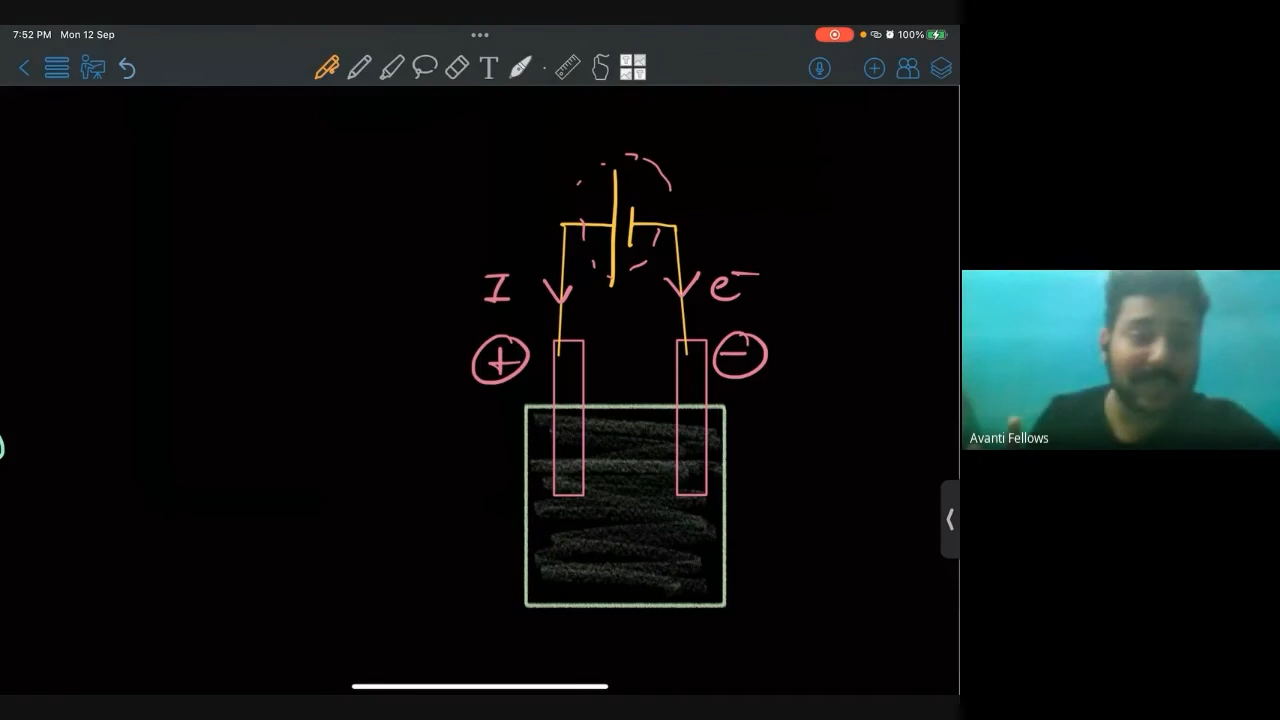 7:52 PM Mon 12 Sep
100%
T
I
e⁻
+
−
Avanti Fellows